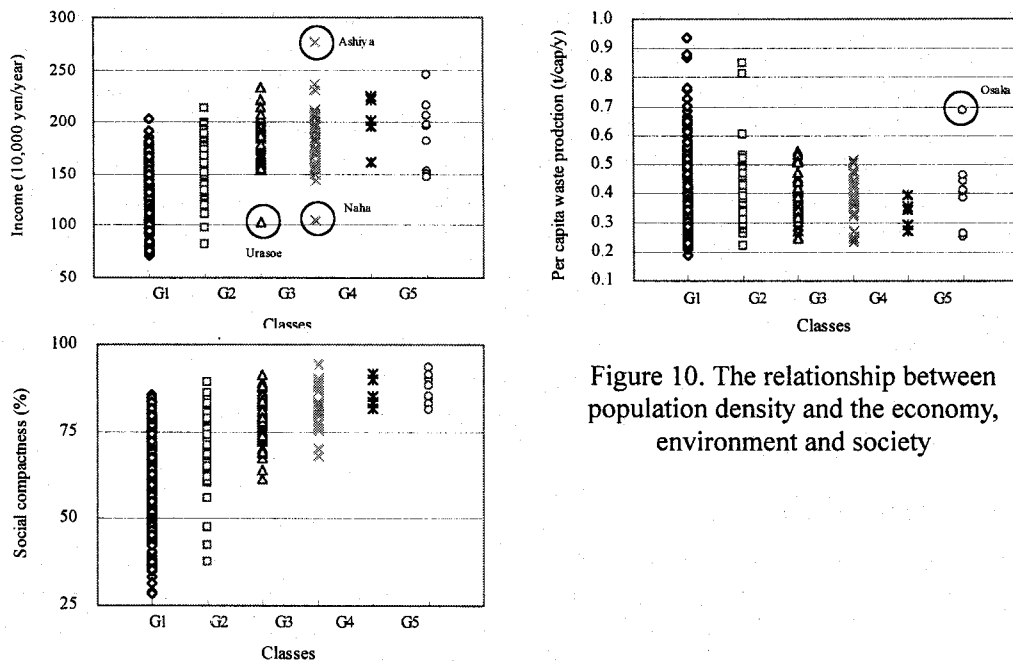 Income (10,000 yen/year)
300
250
200
150
100
50
Ashiya
Naha
Urasoe
G1 G2 G3 G4 G5
Classes
Per capita waste prodction (t/cap/y)
1.0
0.9
0.8
0.7
0.6
0.5
0.4
0.3
0.2
0.1
Osaka
G1 G2 G3 G4 G5
Classes
Social compactness (%)
100
75
50
25
G1 G2 G3 G4 G5
Classes
Figure 10. The relationship between
population density and the economy,
environment and society